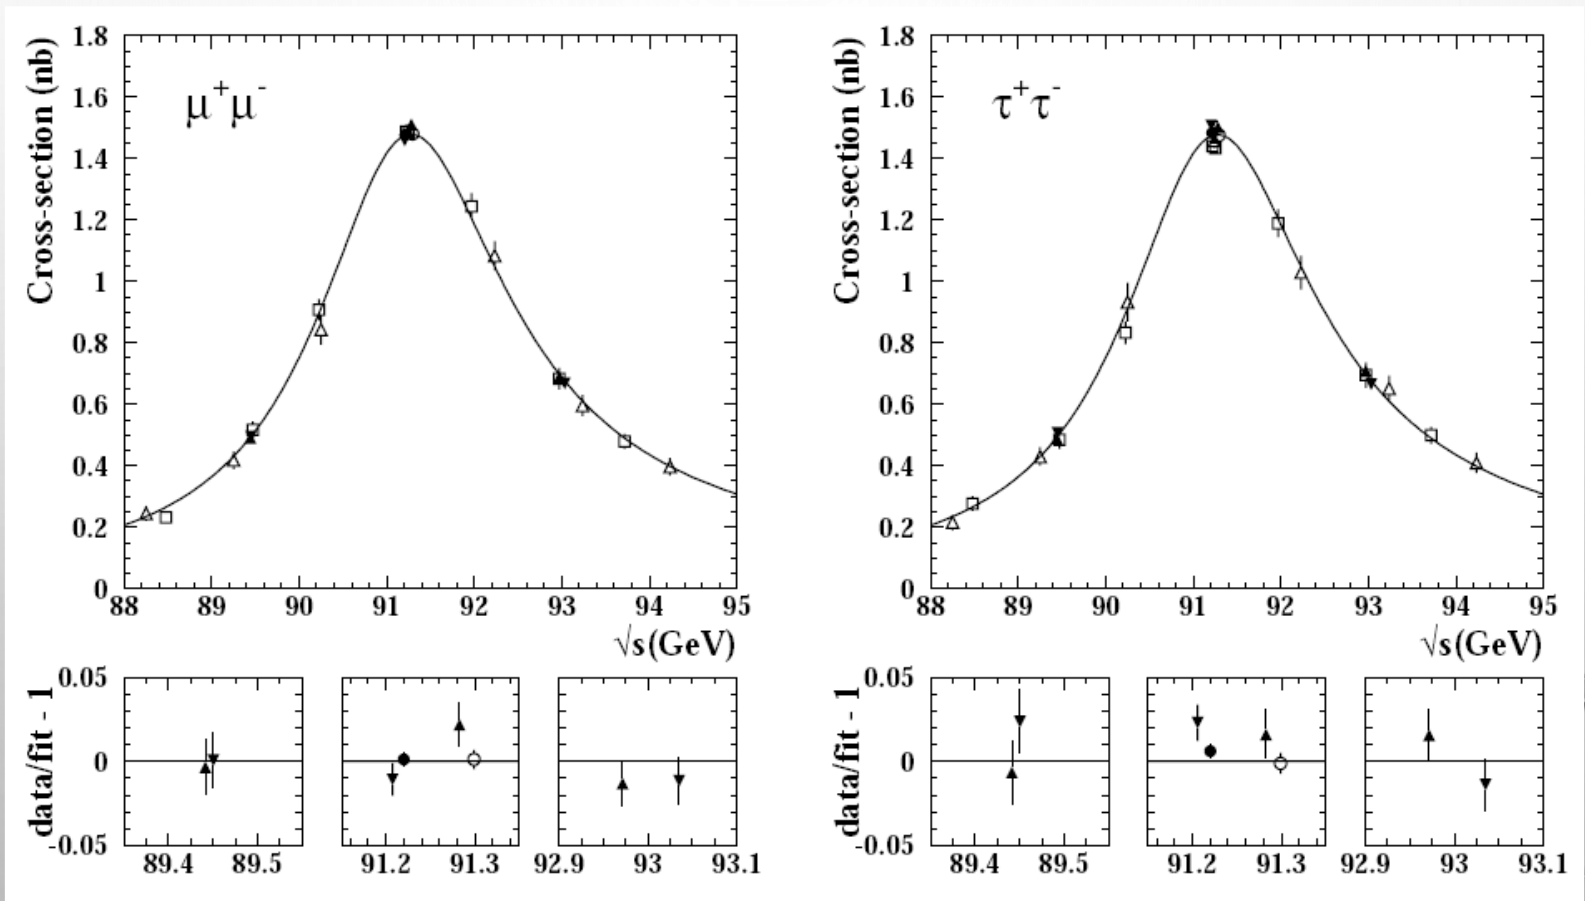 Cross-section (nb)
1.8
1.6
1.4
1.2
1
0.8
0.6
0.4
0.2
0
μ⁺μ⁻
88 89 90 91 92 93 94 95
√s(GeV)
Cross-section (nb)
1.8
1.6
1.4
1.2
1
0.8
0.6
0.4
0.2
0
τ⁺τ⁻
88 89 90 91 92 93 94 95
√s(GeV)
data/fit - 1
0.05
0
-0.05
89.4 89.5
91.2 91.3
92.9 93 93.1
data/fit - 1
0.05
0
-0.05
89.4 89.5
91.2 91.3
92.9 93 93.1